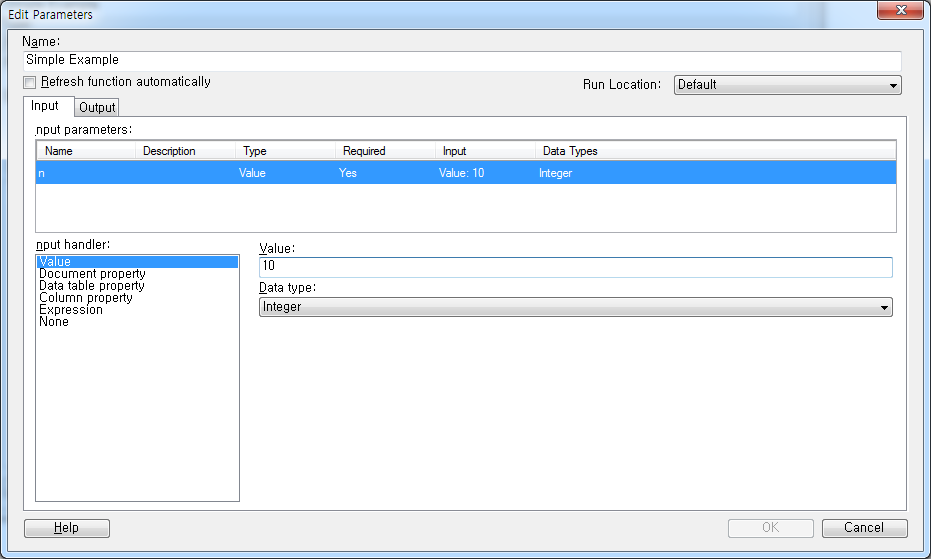 Edit Parameters
Name:
Simple Example
Refresh function automatically
Run Location: Default
Input Output
nput parameters:
Name Description Type Required Input Data Types
n Value Yes Value: 10 Integer
nput handler:
Value
Document property
Data table property
Column property
Expression
None
Value:
10
Data type:
Integer
Help OK Cancel